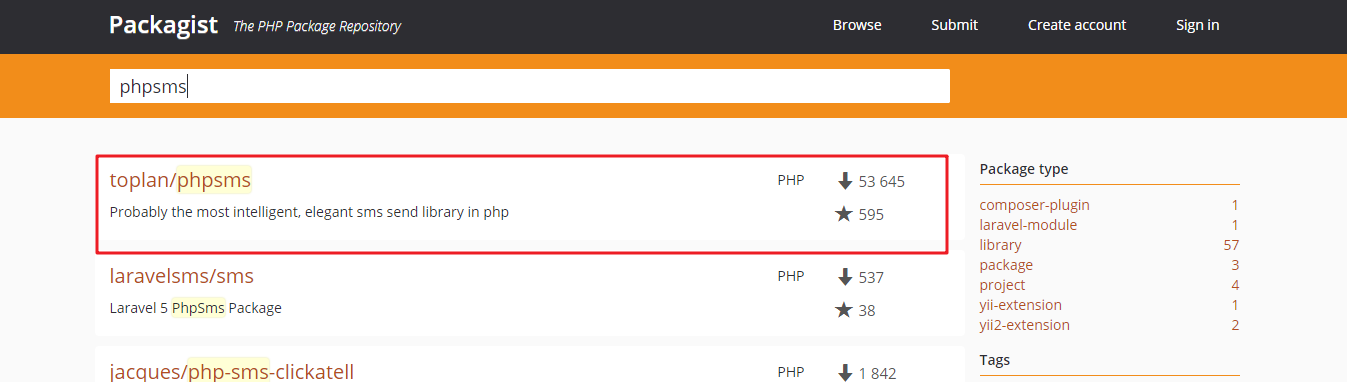 Packagist The PHP Package Repository Browse Submit Create account Sign in
phpsms
toplan/phpsms PHP 53 645
Probably the most intelligent, elegant sms send library in php 595
laravelsms/sms PHP 537
Laravel 5 PhpSms Package 38
jacques/php-sms-clickatell PHP 1 842
Package type
composer-plugin 1
laravel-module 1
library 57
package 3
project 4
yii-extension 1
yii2-extension 2
Tags